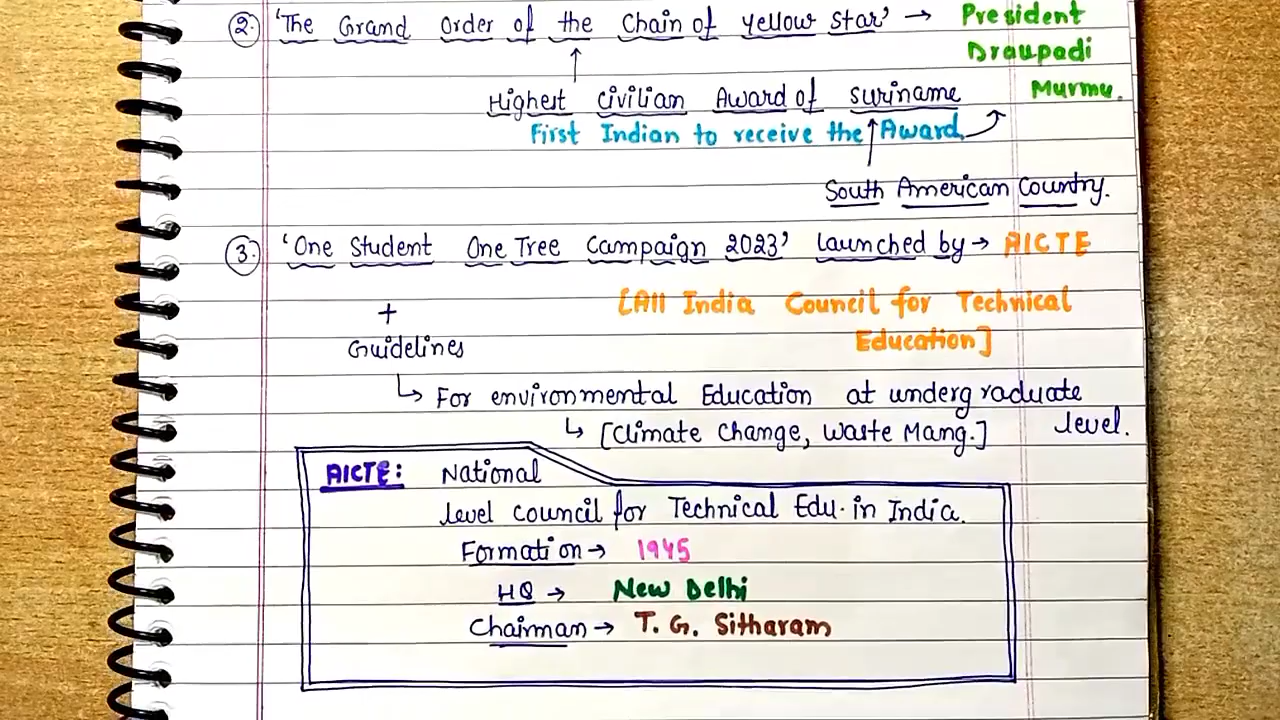 2. 'The Grand Order of the Chain of Yellow Star' → President
Draupadi
Murmu.
Highest Civilian Award of Suriname
First Indian to receive the Award
South American Country.
3. 'One Student One Tree Campaign 2023' Launched by → AICTE
[All India Council for Technical
Education]
+
Guidelines
↳ For environmental Education at undergraduate
level.
↳ [Climate Change, Waste Mang.]
AICTE: National
level council for Technical Edu. in India.
Formation → 1945
HQ → New Delhi
Chairman → T. G. Sitharam